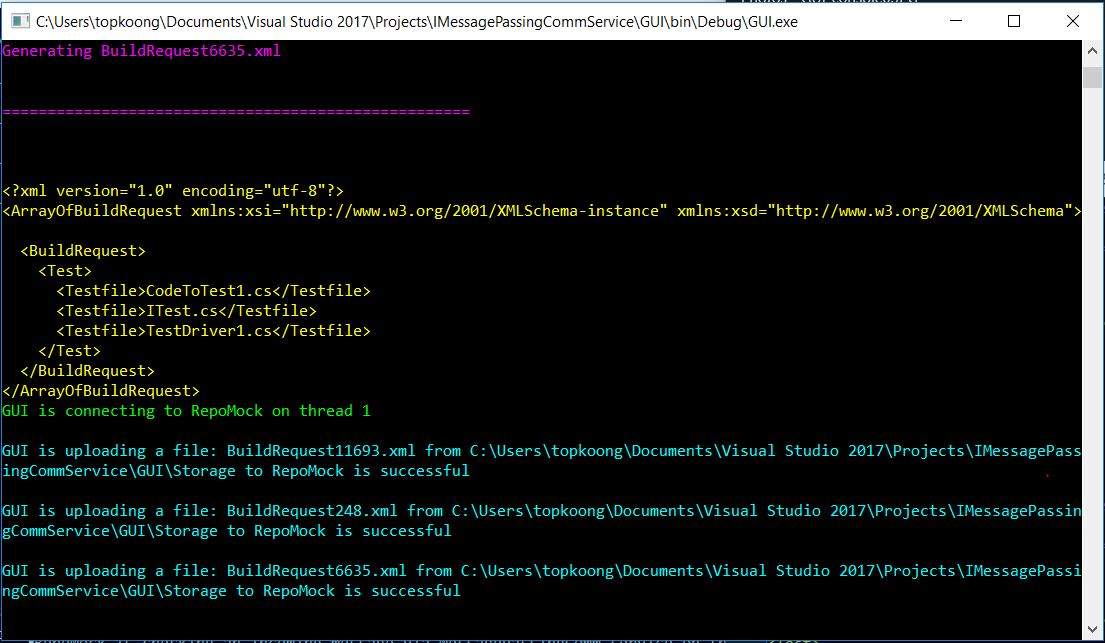 C:\Users\topkoong\Documents\Visual Studio 2017\Projects\IMessagePassingCommService\GUI\bin\Debug\GUI.exe
Generating BuildRequest6635.xml
====================================================
<?xml version="1.0" encoding="utf-8"?>
<ArrayOfBuildRequest xmlns:xsi="http://www.w3.org/2001/XMLSchema-instance" xmlns:xsd="http://www.w3.org/2001/XMLSchema">
  <BuildRequest>
    <Test>
      <Testfile>CodeToTest1.cs</Testfile>
      <Testfile>ITest.cs</Testfile>
      <Testfile>TestDriver1.cs</Testfile>
    </Test>
  </BuildRequest>
</ArrayOfBuildRequest>
GUI is connecting to RepoMock on thread 1
GUI is uploading a file: BuildRequest11693.xml from C:\Users\topkoong\Documents\Visual Studio 2017\Projects\IMessagePass
ingCommService\GUI\Storage to RepoMock is successful
GUI is uploading a file: BuildRequest248.xml from C:\Users\topkoong\Documents\Visual Studio 2017\Projects\IMessagePassin
gCommService\GUI\Storage to RepoMock is successful
GUI is uploading a file: BuildRequest6635.xml from C:\Users\topkoong\Documents\Visual Studio 2017\Projects\IMessagePassi
ngCommService\GUI\Storage to RepoMock is successful